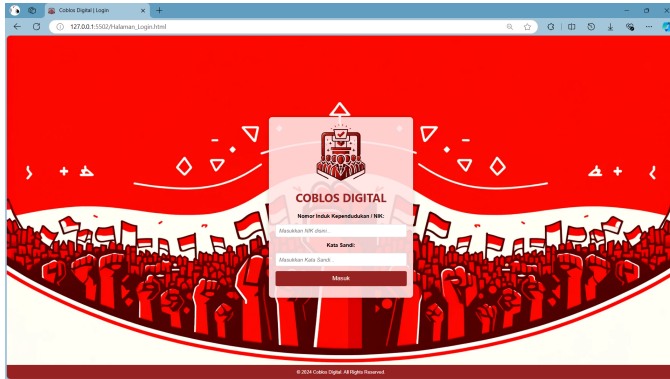 Coblos Digital | Login
127.0.0.1:5502/Halaman_Login.html
COBLOS DIGITAL
Nomor Induk Kependudukan / NIK:
Masukkan NIK disini...
Kata Sandi:
Masukkan Kata Sandi...
Masuk
© 2024 Coblos Digital. All Rights Reserved.